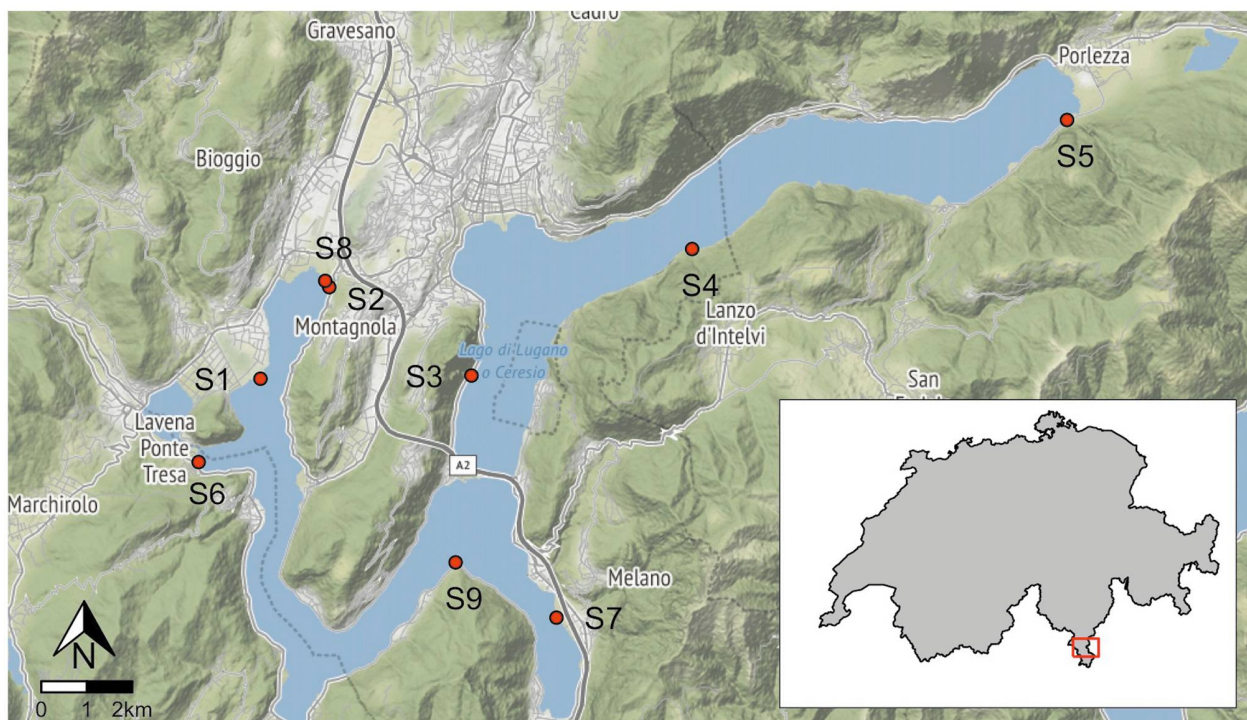 Cadro
Gravesano
Porlezza
Bioggio
S5
S8
S2
S4
Montagnola
Lanzo
d'Intelvi
Lago di Lugano
o Ceresio
S1
S3
San
Lavena
Ponte
Tresa
A2
S6
Marchirolo
S9
Melano
S7
N
0 1 2km